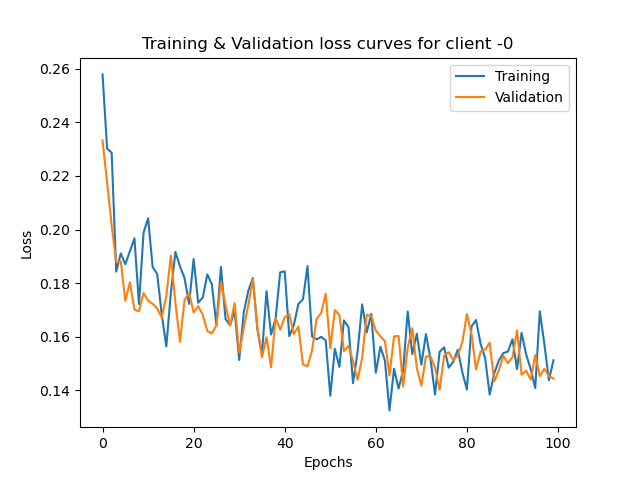 Training & Validation loss curves for client -0
Training
Validation
0.26
0.24
0.22
0.20
0.18
0.16
0.14
Loss
0
20
40
60
80
100
Epochs